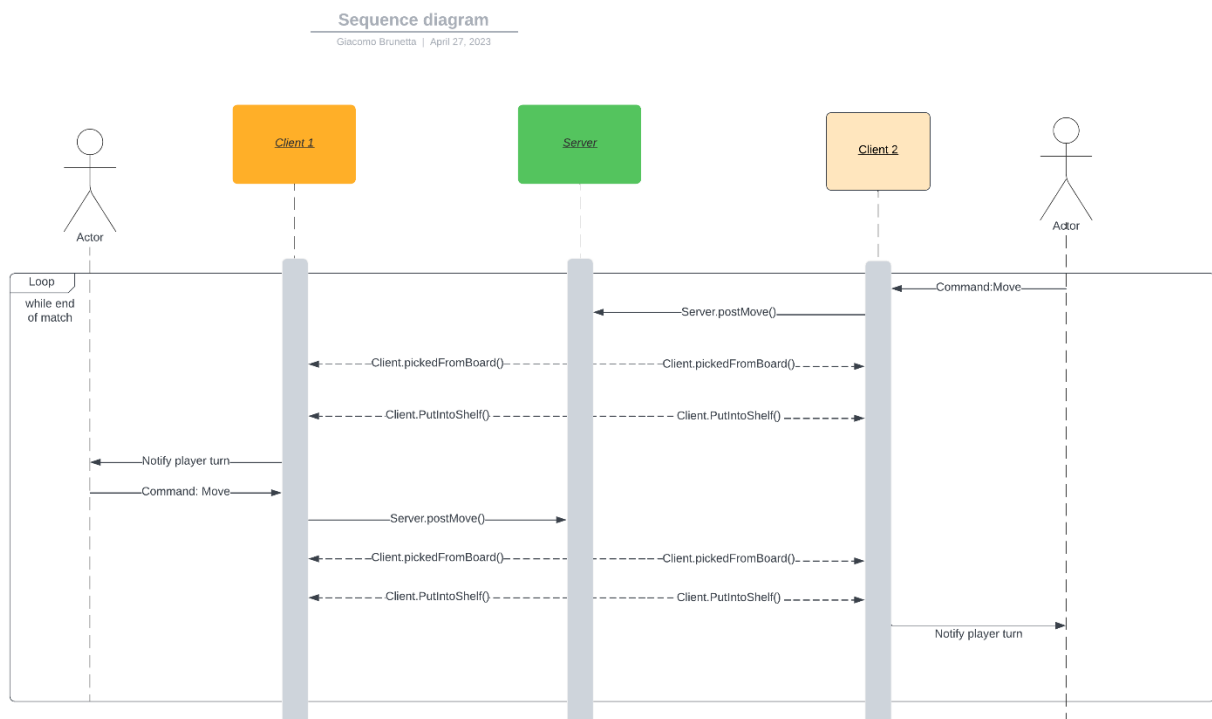 Sequence diagram
Giacomo Brunetta | April 27, 2023
Client 1
Server
Client 2
Actor
Actor
Loop
while end
of match
Command:Move
Server.postMove()
Client.pickedFromBoard()
Client.pickedFromBoard()
Client.PutIntoShelf()
Client.PutIntoShelf()
Notify player turn
Command: Move
Server.postMove()
Client.pickedFromBoard()
Client.pickedFromBoard()
Client.PutIntoShelf()
Client.PutIntoShelf()
Notify player turn